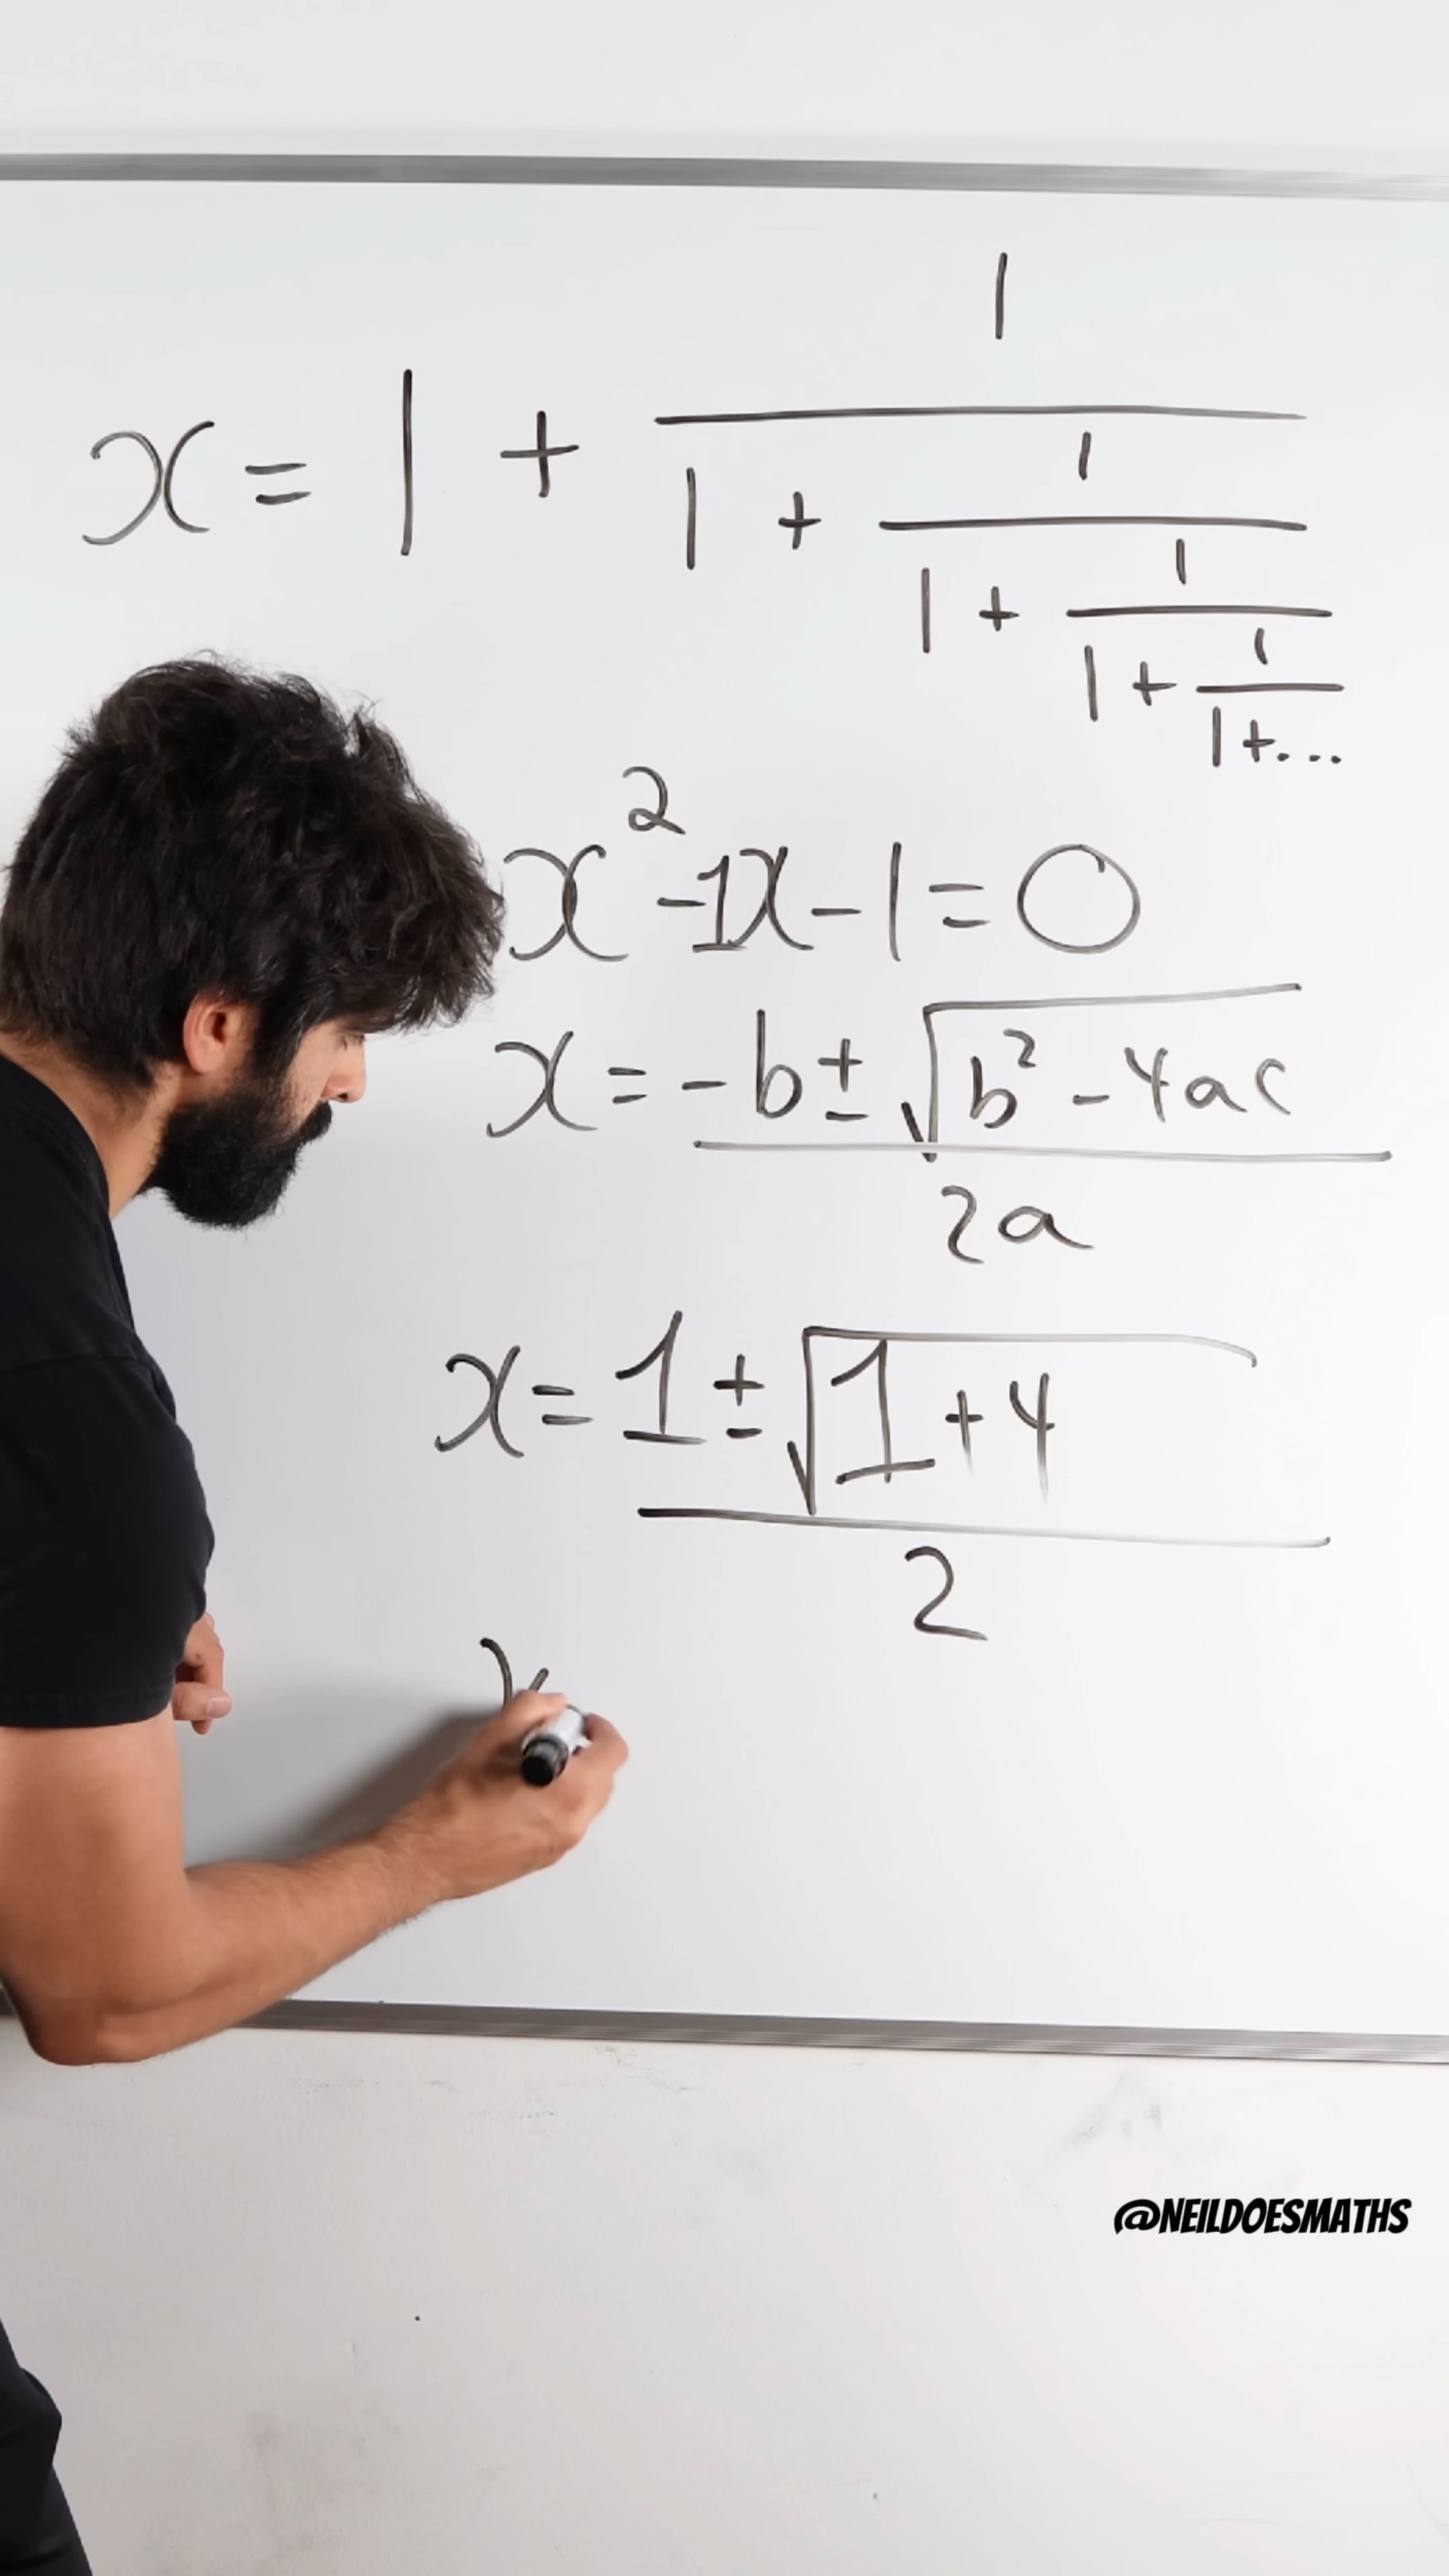 x = 1 + 1/(1 + 1/(1 + 1/(1 + 1/(1+...))))
x² -1x - 1 = 0
x = (-b ± √(b² - 4ac))/2a
x = (1 ± √(1 + 4))/2
x
@NEILDOESMATHS